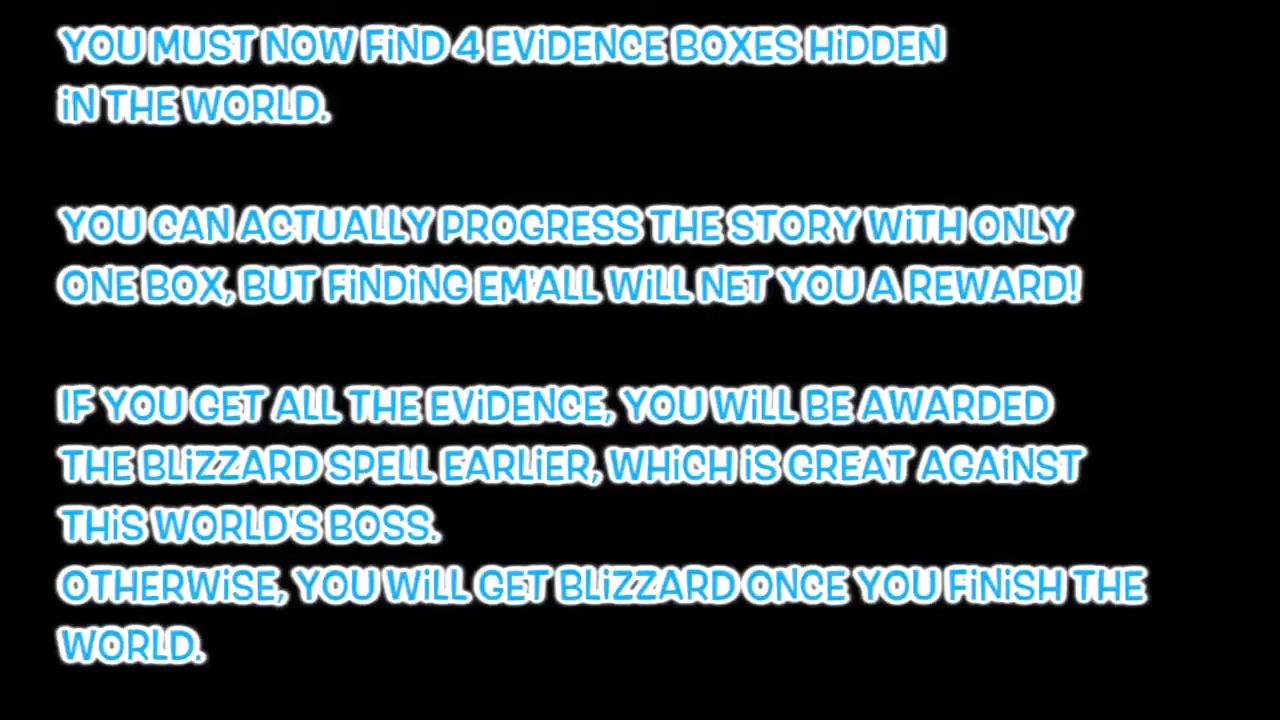 YOU MUST NOW FiND 4 EViDENCE BOXES HiDDEN
iN THE WORLD.
YOU CAN ACTUALLY PROGRESS THE STORY WiTH ONLY
ONE BOX, BUT FiNDiNG EM'ALL WiLL NET YOU A REWARD!
IF YOU GET ALL THE EViDENCE, YOU WiLL BE AWARDED
THE BLiZZARD SPELL EARLiER, WHiCH iS GREAT AGAiNST
THiS WORLD'S BOSS.
OTHERWiSE, YOU WiLL GET BLiZZARD ONCE YOU FiNiSH THE
WORLD.